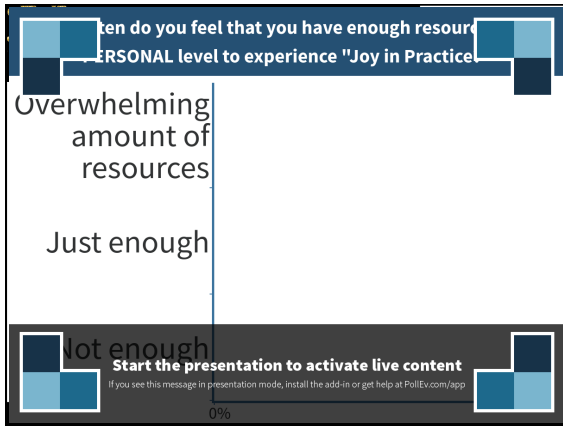 ten do you feel that you have enough resour
PERSONAL level to experience "Joy in Practice
Overwhelming
amount of
resources
Just enough
Not enough
Start the presentation to activate live content
If you see this message in presentation mode, install the add-in or get help at PollEv.com/app
0%